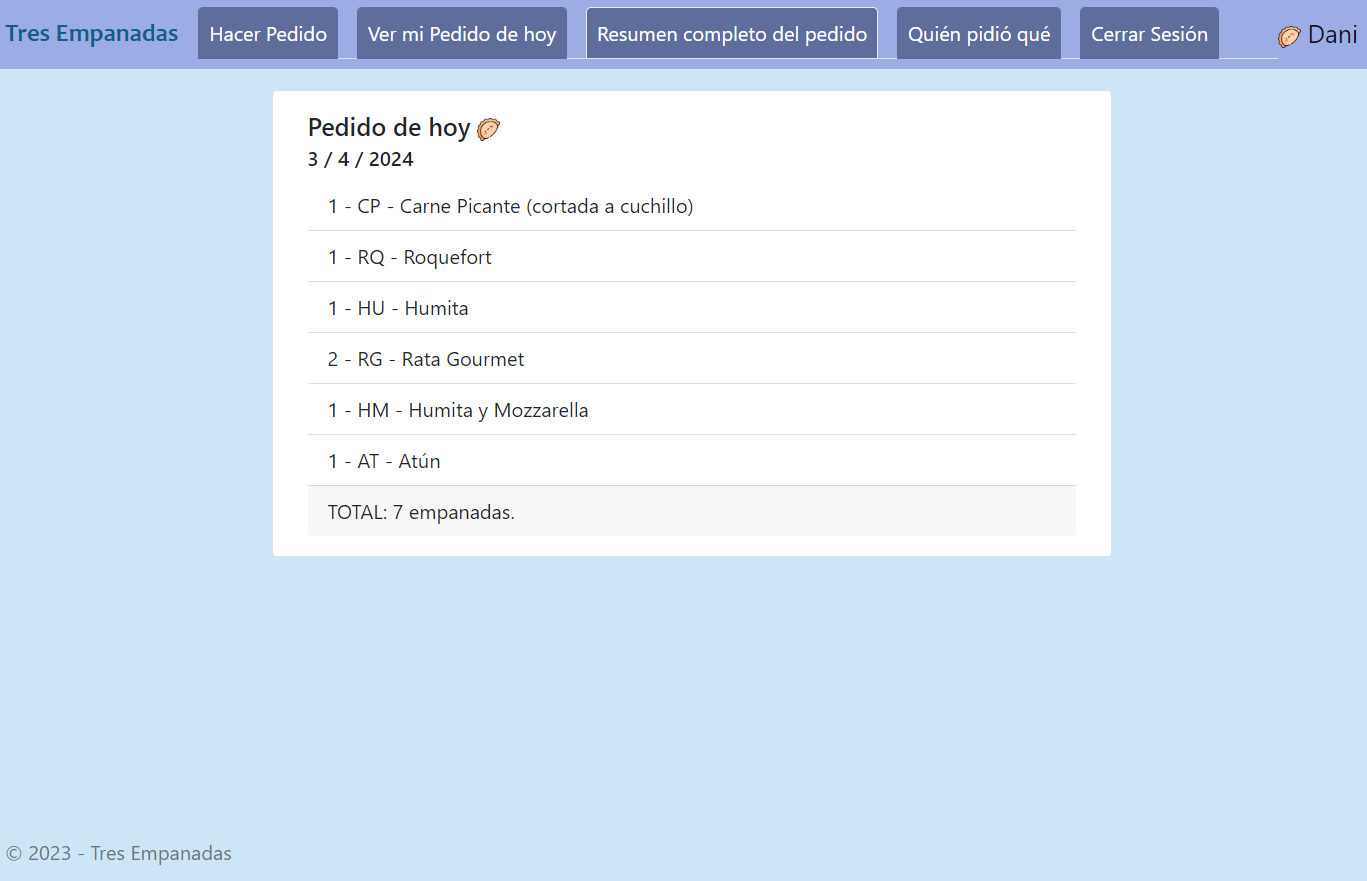 Tres Empanadas Hacer Pedido Ver mi Pedido de hoy Resumen completo del pedido Quién pidió qué Cerrar Sesión Dani
Pedido de hoy
3 / 4 / 2024
1 - CP - Carne Picante (cortada a cuchillo)
1 - RQ - Roquefort
1 - HU - Humita
2 - RG - Rata Gourmet
1 - HM - Humita y Mozzarella
1 - AT - Atún
TOTAL: 7 empanadas.
© 2023 - Tres Empanadas